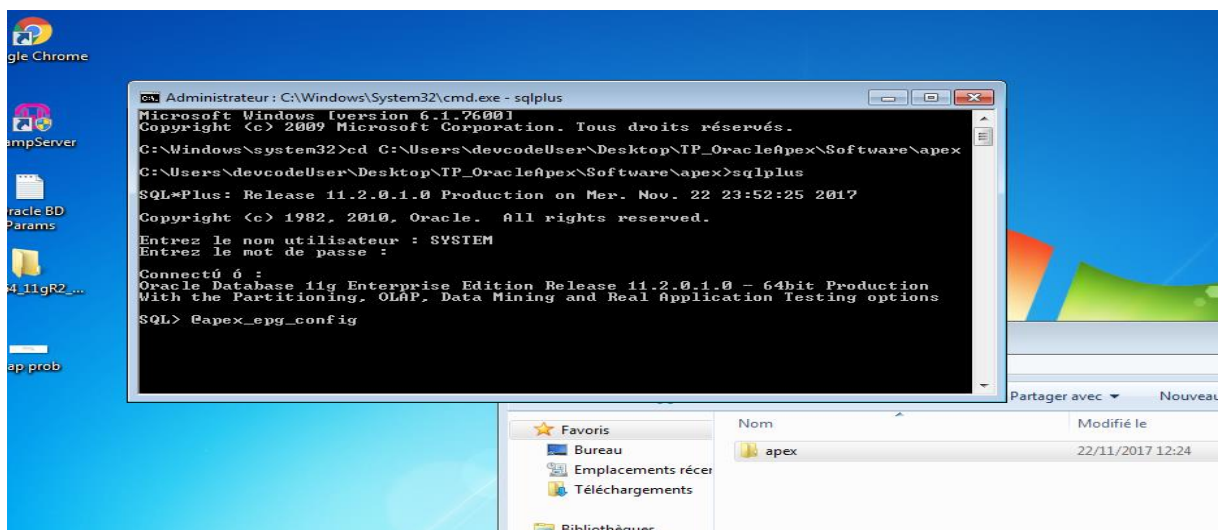 gle Chrome
ampServer
racle BD
Params
4_11gR2_...
ap prob
Administrateur : C:\Windows\System32\cmd.exe - sqlplus
Microsoft Windows [version 6.1.7600]
Copyright (c) 2009 Microsoft Corporation. Tous droits réservés.
C:\Windows\system32>cd C:\Users\devcodeUser\Desktop\TP_OracleApex\Software\apex
C:\Users\devcodeUser\Desktop\TP_OracleApex\Software\apex>sqlplus
SQL*Plus: Release 11.2.0.1.0 Production on Mer. Nov. 22 23:52:25 2017
Copyright (c) 1982, 2010, Oracle.  All rights reserved.
Entrez le nom utilisateur : SYSTEM
Entrez le mot de passe :
Connectú ó :
Oracle Database 11g Enterprise Edition Release 11.2.0.1.0 - 64bit Production
With the Partitioning, OLAP, Data Mining and Real Application Testing options
SQL> @apex_epg_config
Partager avec
Nouveau
Nom
Modifié le
Favoris
Bureau
Emplacements récer
Téléchargements
Bibliothèques
apex
22/11/2017 12:24